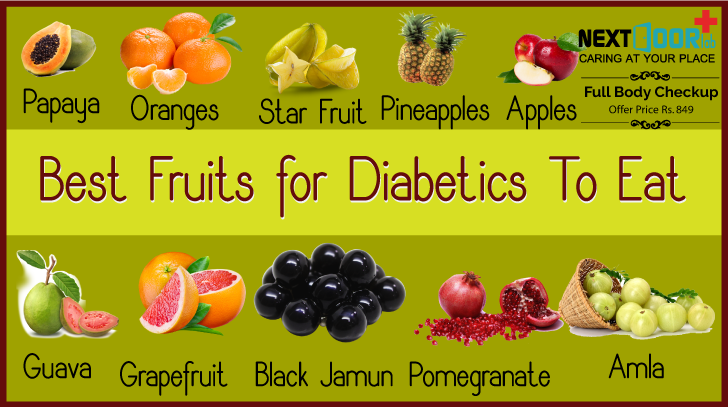 NEXT DOOR lab
CARING AT YOUR PLACE
Full Body Checkup
Offer Price Rs. 849
Papaya
Oranges
Star Fruit
Pineapples
Apples
Best Fruits for Diabetics To Eat
Guava
Grapefruit
Black Jamun
Pomegranate
Amla